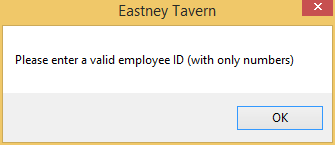 Eastney Tavern
Please enter a valid employee ID (with only numbers)
OK